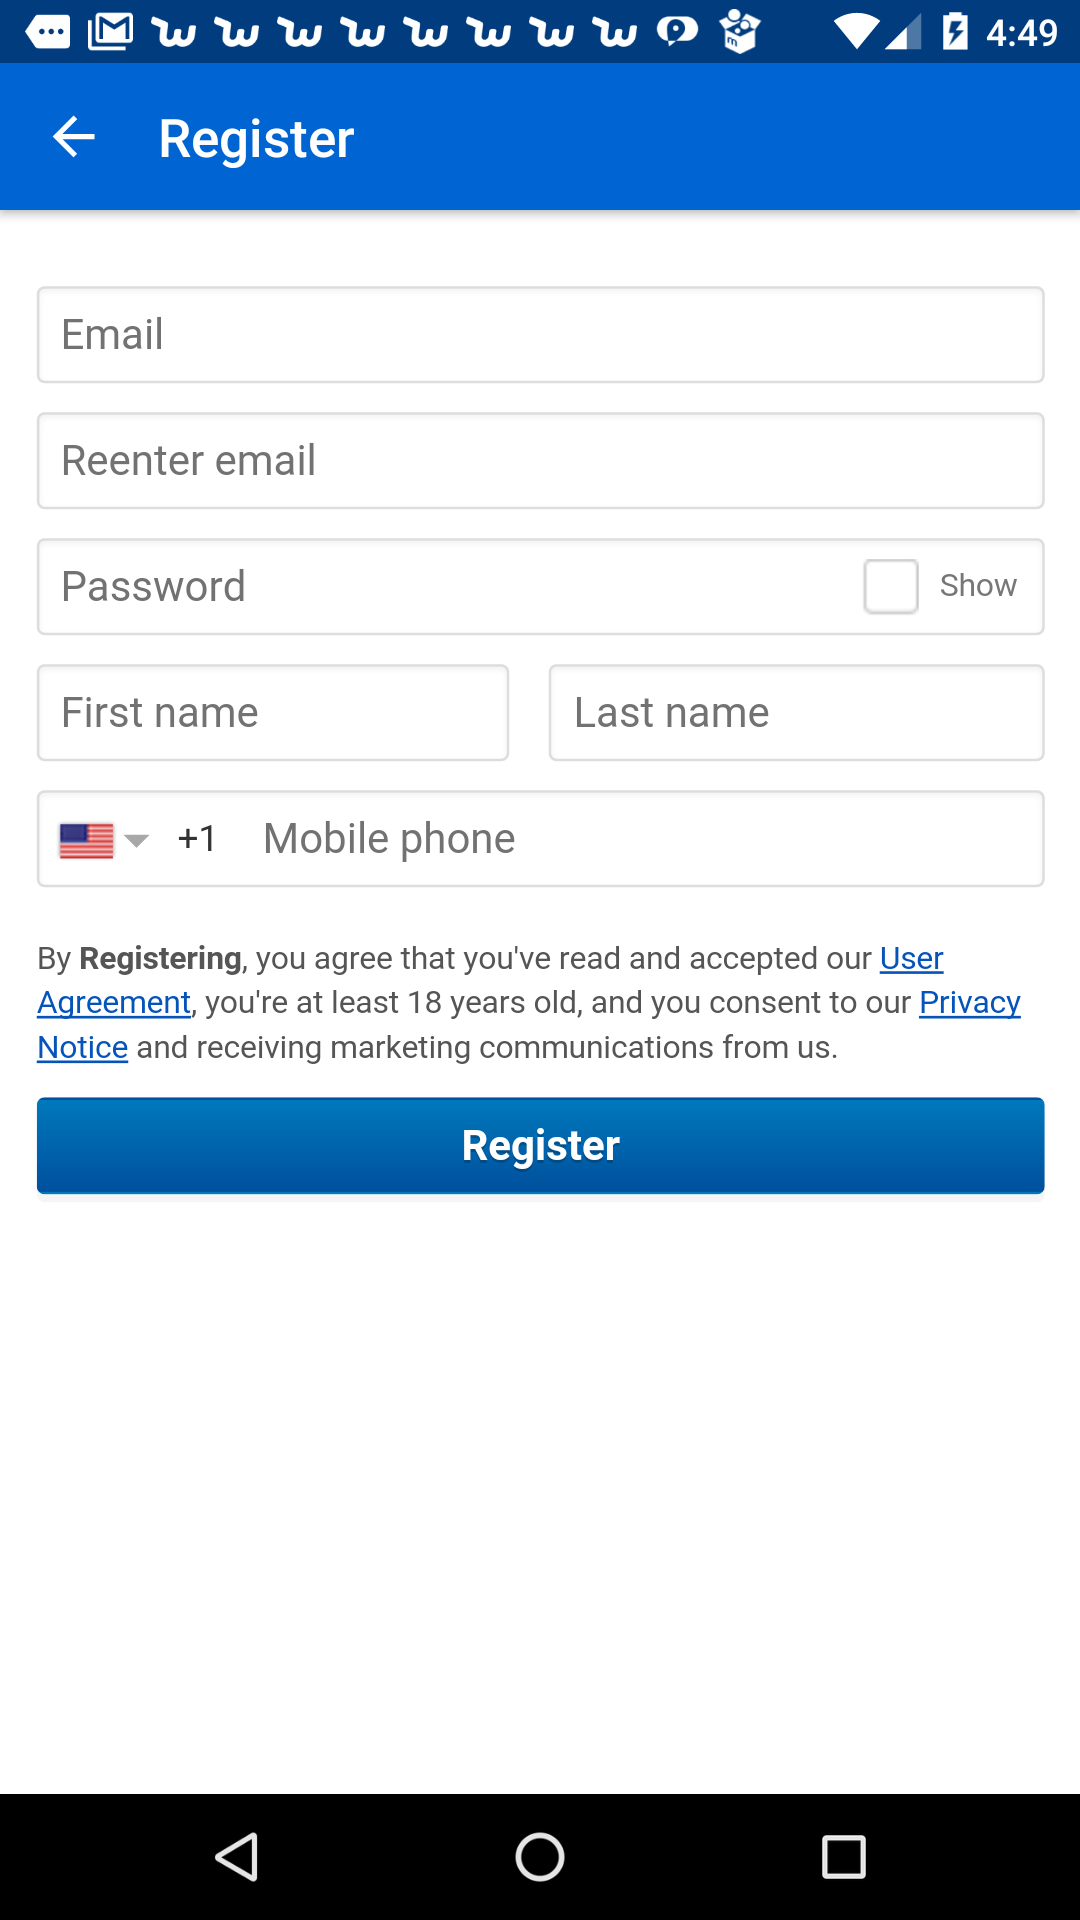 4:49
Register
Email
Reenter email
Password
Show
First name
Last name
+1 Mobile phone
By Registering, you agree that you've read and accepted our User
Agreement, you're at least 18 years old, and you consent to our Privacy
Notice and receiving marketing communications from us.
Register